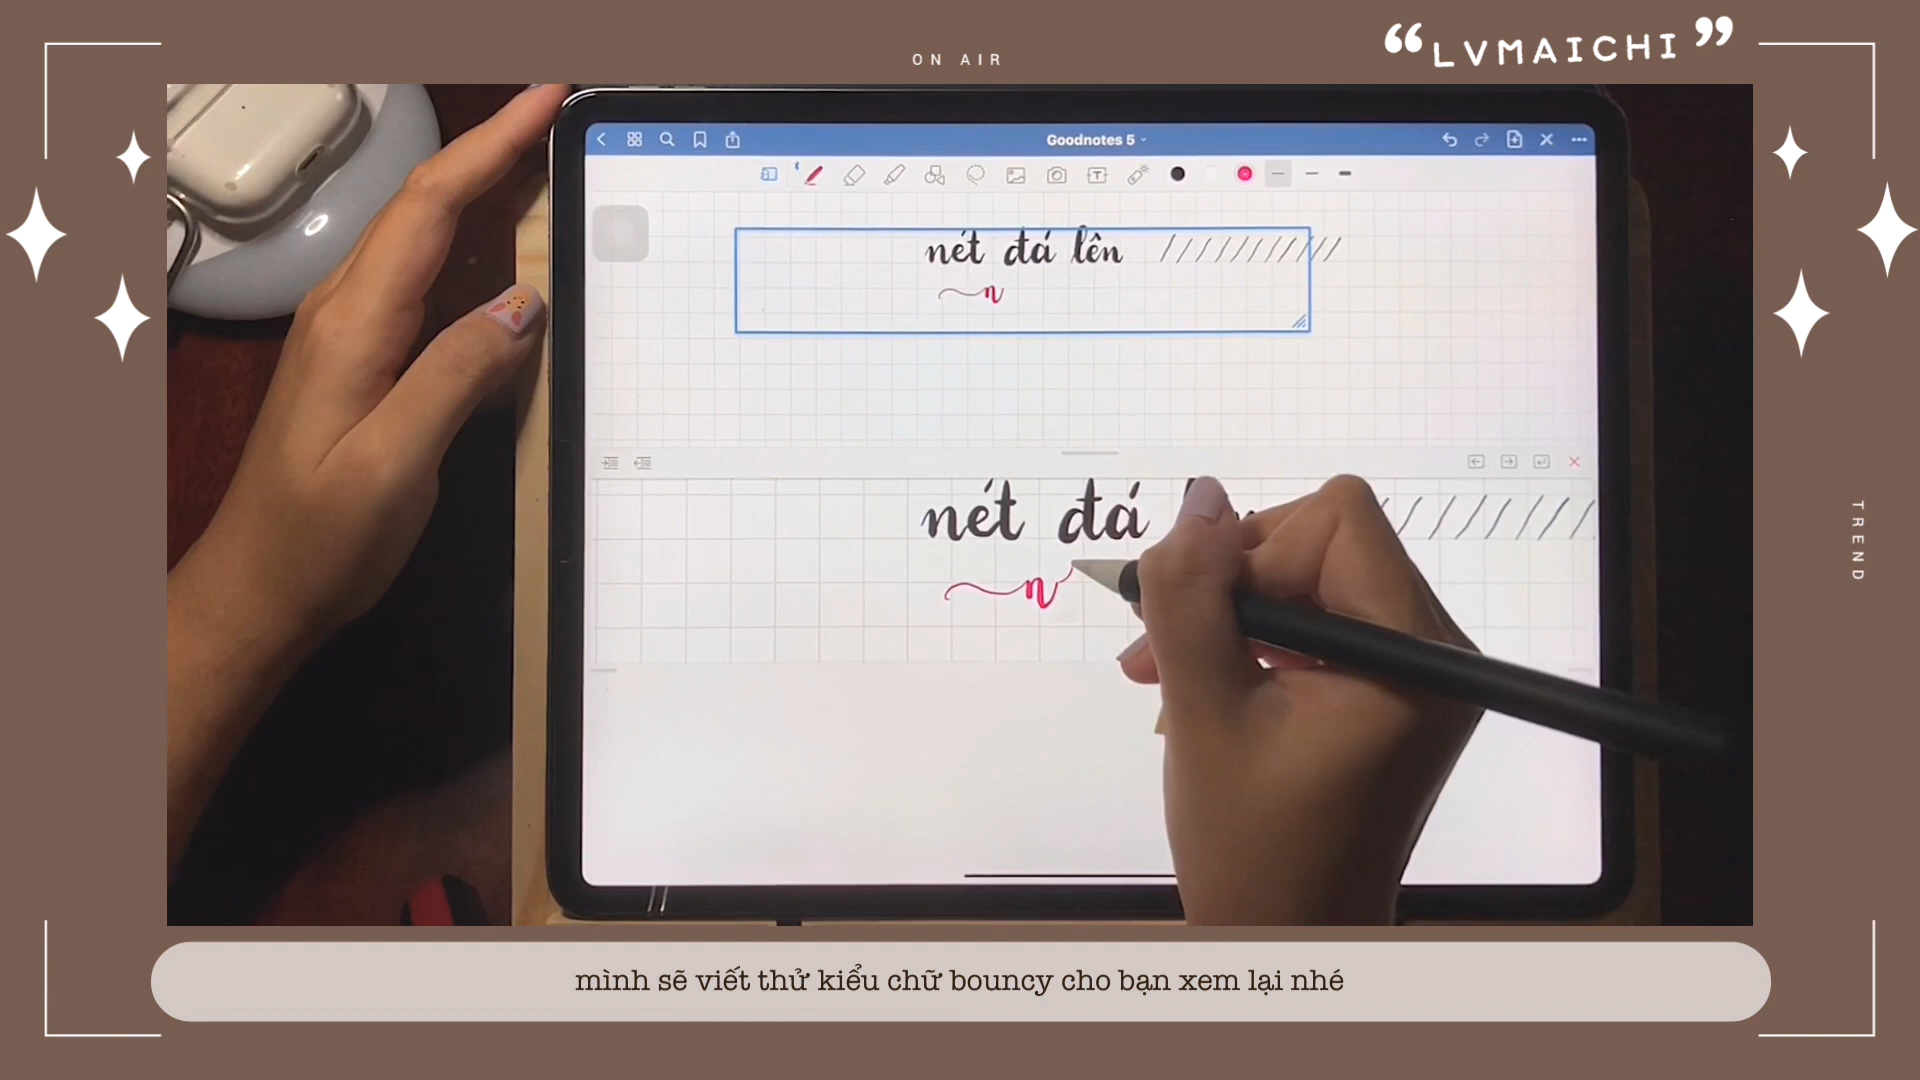 ON AIR
“LVMAICHI”
Goodnotes 5
nét đá lên
n
nét đá
n
TREND
mình sẽ viết thử kiểu chữ bouncy cho bạn xem lại nhé